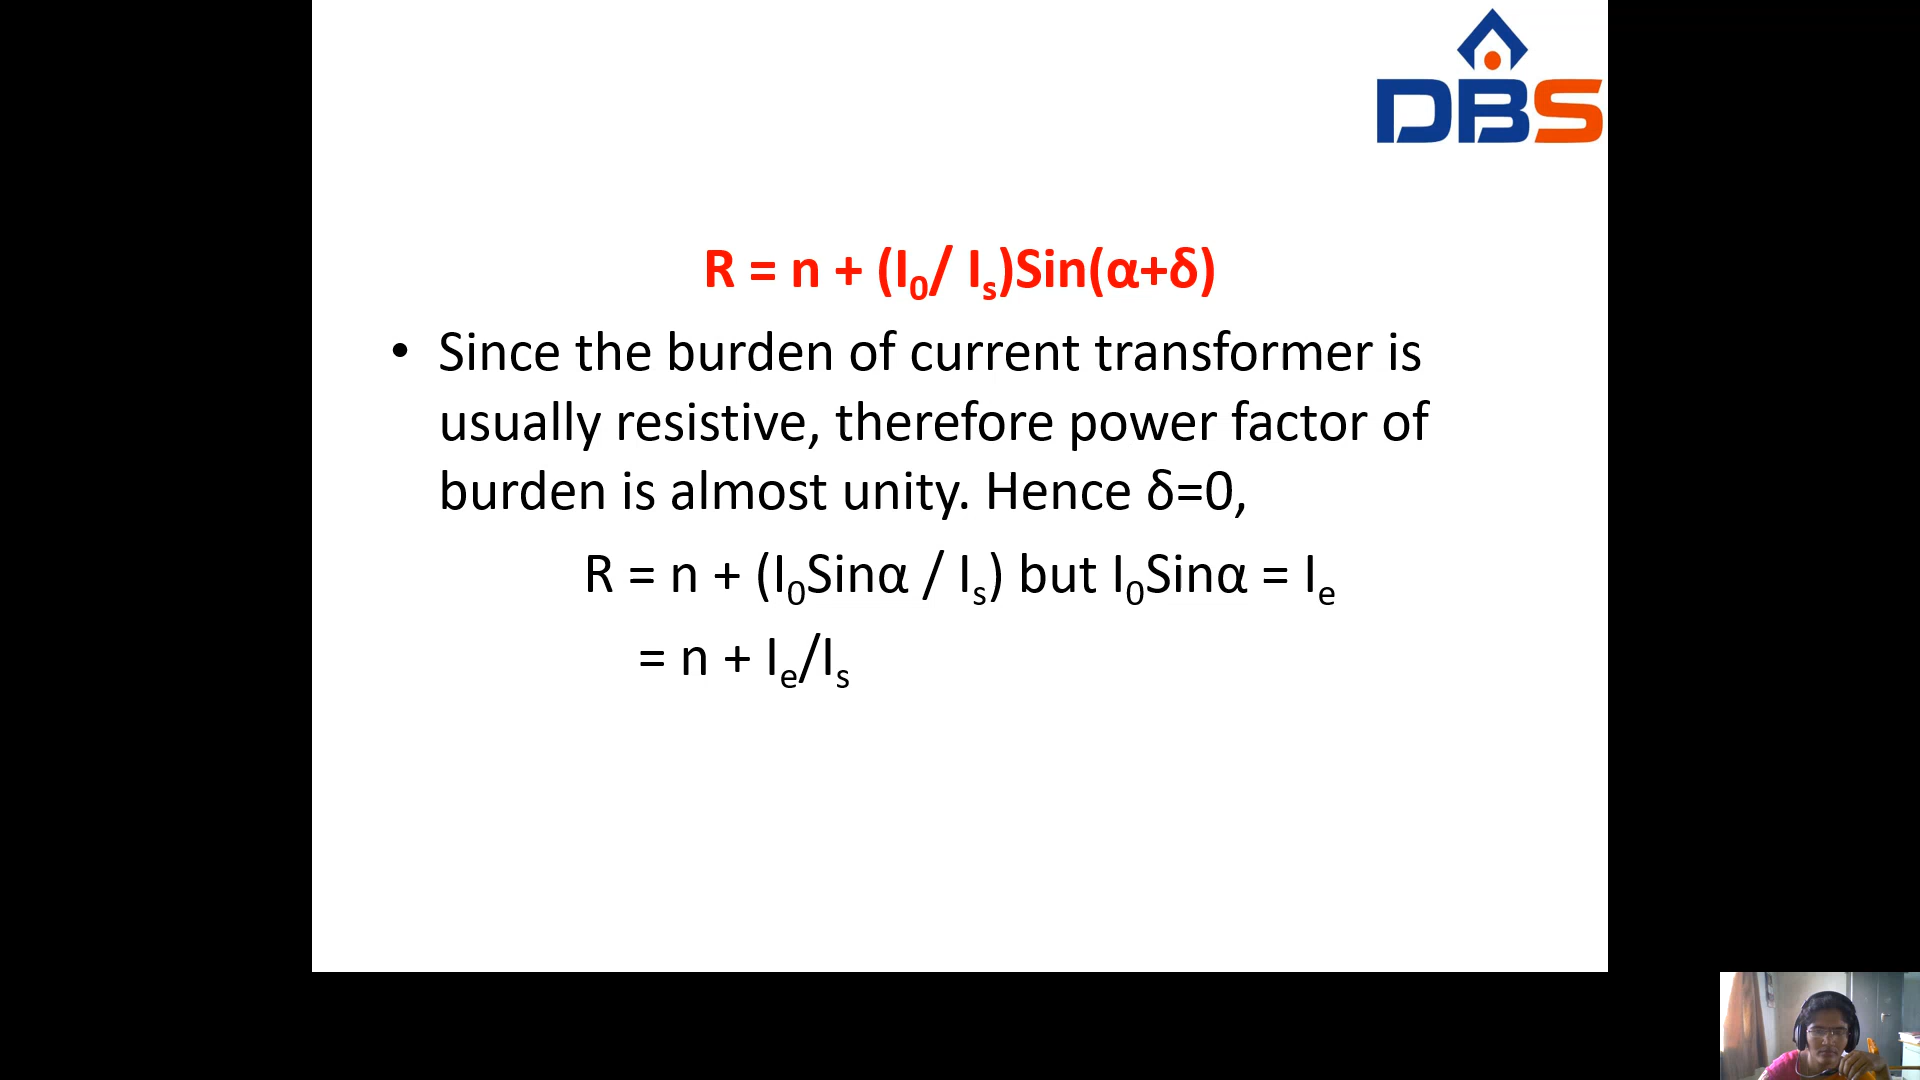 DBS
R = n + (I₀/ Iₛ)Sin(α+δ)
• Since the burden of current transformer is
usually resistive, therefore power factor of
burden is almost unity. Hence δ=0,
R = n + (I₀Sinα / Iₛ) but I₀Sinα = Iₑ
= n + Iₑ/Iₛ